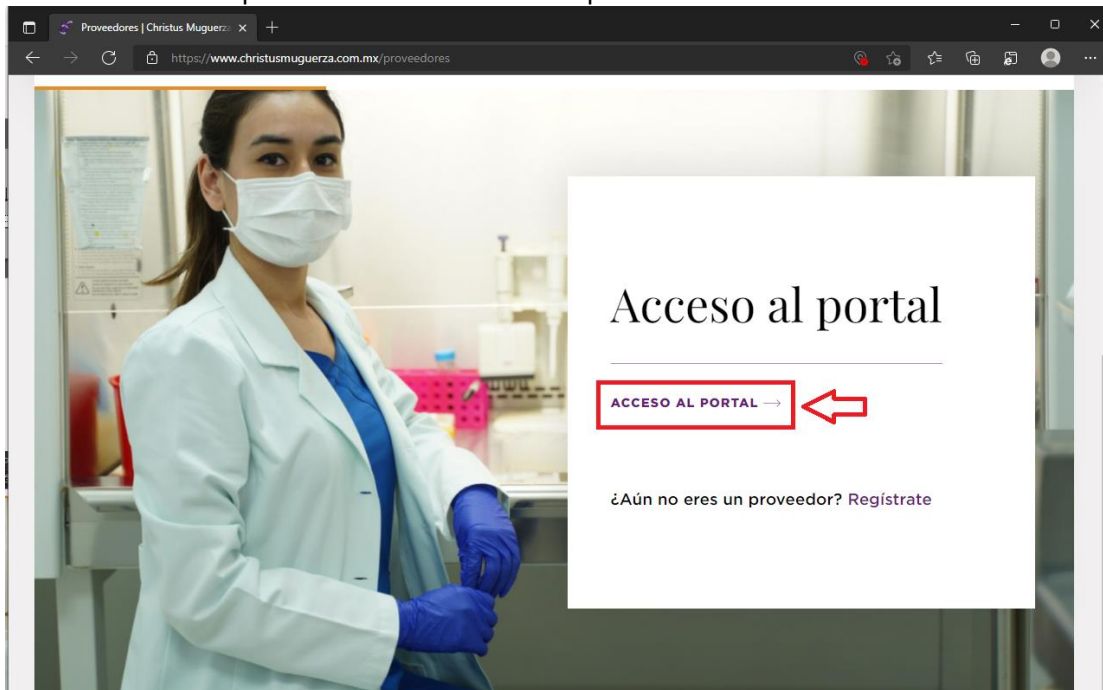 Proveedores | Christus Muguerza
https://www.christusmuguerza.com.mx/proveedores
Acceso al portal
ACCESO AL PORTAL →
¿Aún no eres un proveedor? Regístrate